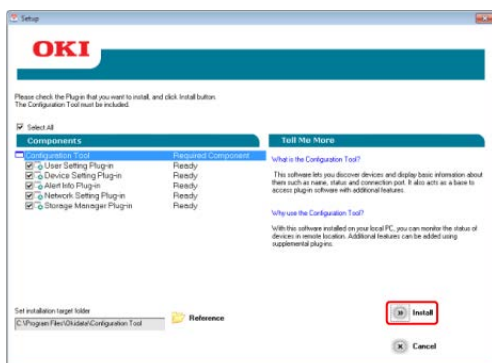 Setup
OKI
Please check the Plug-in that you want to install, and click Install button.
The Configuration Tool must be included.
Select All
Components
Configuration Tool Required Component
User Setting Plug-in Ready
Device Setting Plug-in Ready
Alert Info Plug-in Ready
Network Setting Plug-in Ready
Storage Manager Plug-in Ready
Tell Me More
What is the Configuration Tool?
This software lets you discover devices and display basic information about
them such as name, status and connection port. It also acts as a base to
access plug-in software with additional features.
Why use the Configuration Tool?
With this software installed on your local PC, you can monitor the status of
devices in remote location. Additional features can be added using
supplemental plug-ins.
Set installation target folder
C:\Program Files\Okidata\Configuration Tool
Reference
Install
Cancel